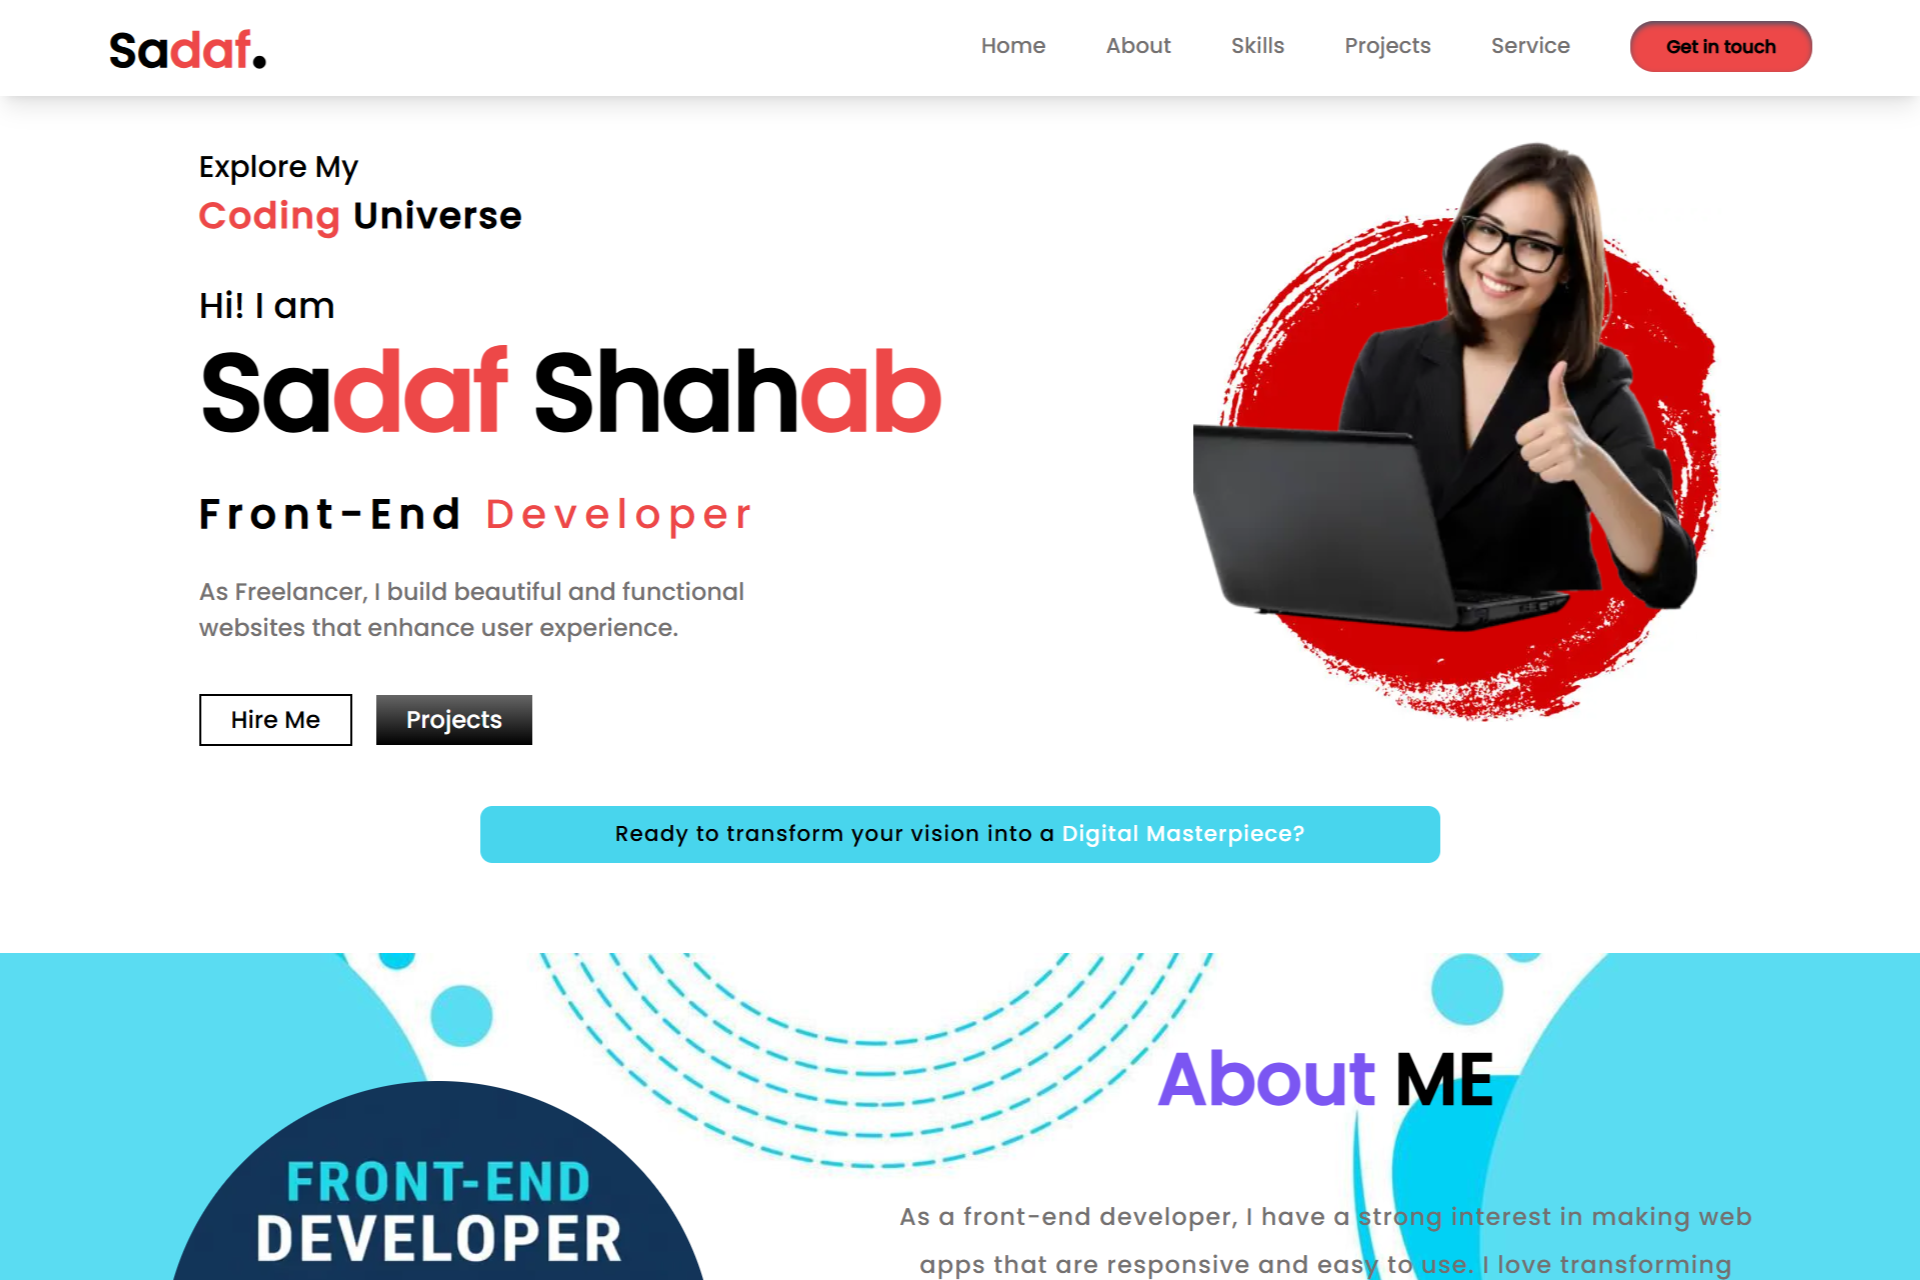 Sadaf.
Home About Skills Projects Service Get in touch
Explore My
Coding Universe
Hi! I am
Sadaf Shahab
Front-End Developer
As Freelancer, I build beautiful and functional
websites that enhance user experience.
Hire Me Projects
Ready to transform your vision into a Digital Masterpiece?
About ME
FRONT-END
DEVELOPER
As a front-end developer, I have a strong interest in making web
apps that are responsive and easy to use. I love transforming